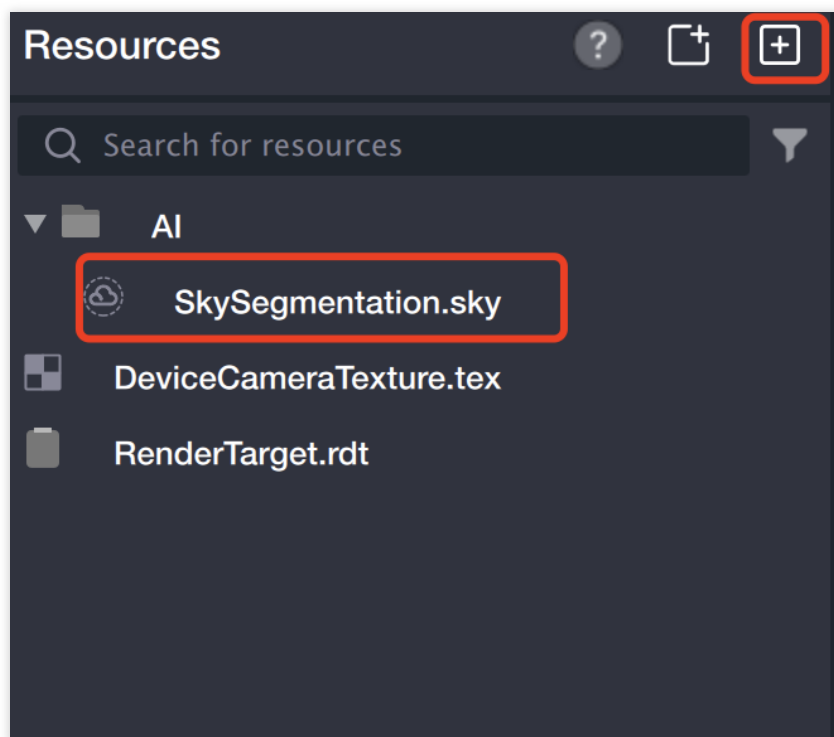 Resources
?
Search for resources
AI
SkySegmentation.sky
DeviceCameraTexture.tex
RenderTarget.rdt